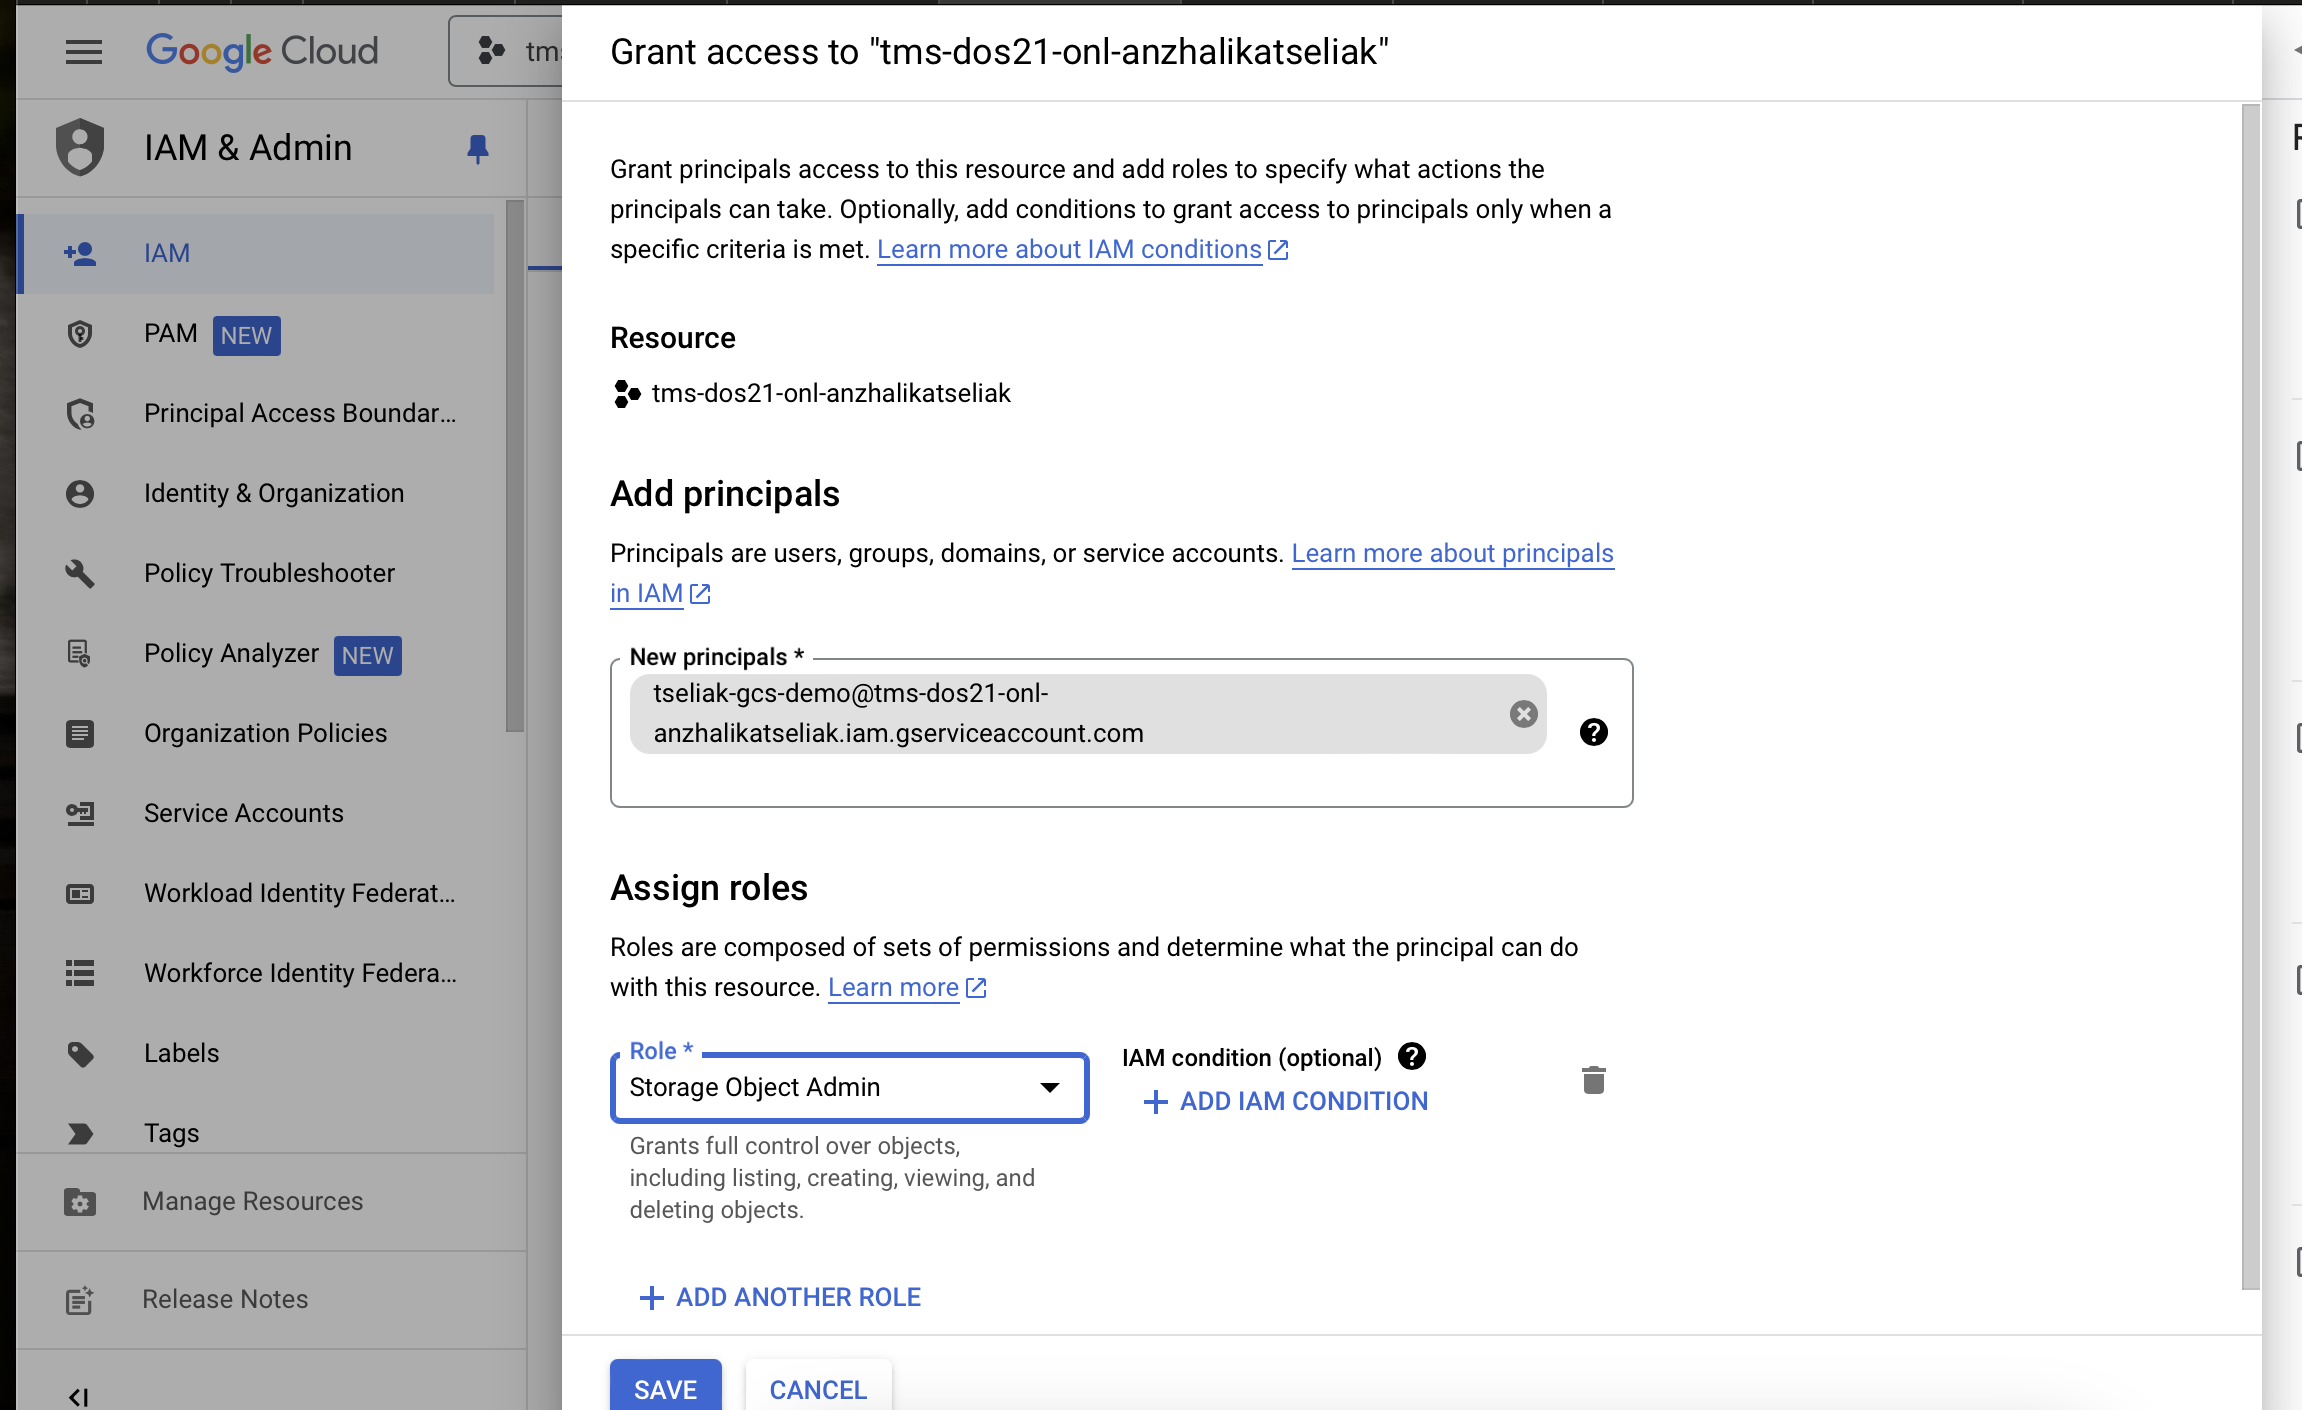 Google Cloud
tms
Grant access to "tms-dos21-onl-anzhalikatseliak"
IAM & Admin
IAM
PAM NEW
Principal Access Boundar...
Identity & Organization
Policy Troubleshooter
Policy Analyzer NEW
Organization Policies
Service Accounts
Workload Identity Federat...
Workforce Identity Federa...
Labels
Tags
Manage Resources
Release Notes
Grant principals access to this resource and add roles to specify what actions the
principals can take. Optionally, add conditions to grant access to principals only when a
specific criteria is met. Learn more about IAM conditions
Resource
tms-dos21-onl-anzhalikatseliak
Add principals
Principals are users, groups, domains, or service accounts. Learn more about principals
in IAM
New principals *
tseliak-gcs-demo@tms-dos21-onl-
anzhalikatseliak.iam.gserviceaccount.com
Assign roles
Roles are composed of sets of permissions and determine what the principal can do
with this resource. Learn more
Role *
Storage Object Admin
IAM condition (optional)
ADD IAM CONDITION
Grants full control over objects,
including listing, creating, viewing, and
deleting objects.
ADD ANOTHER ROLE
SAVE
CANCEL